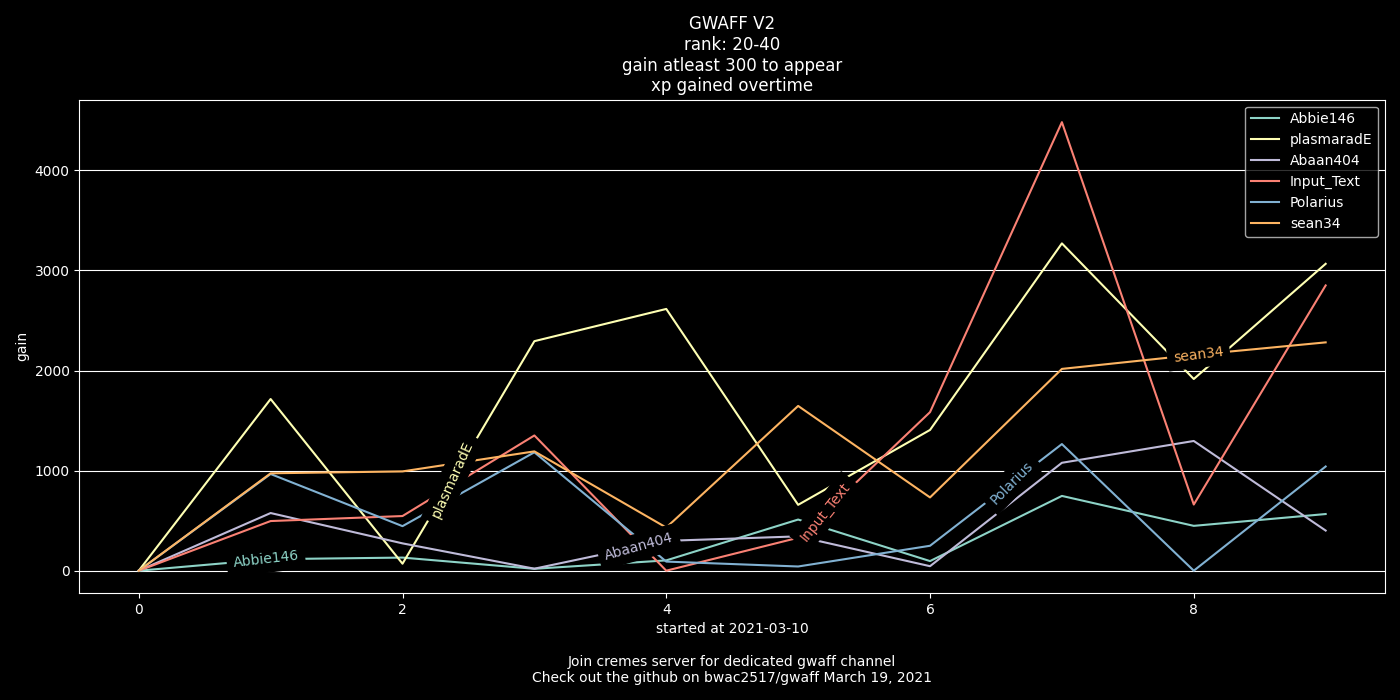 GWAFF V2
rank: 20-40
gain atleast 300 to appear
xp gained overtime
Abbie146
plasmaradE
Abaan404
Input_Text
Polarius
sean34
4000
3000
2000
1000
0
gain
Abbie146
plasmaradE
Abaan404
Input_Text
Polarius
sean34
0 2 4 6 8
started at 2021-03-10
Join cremes server for dedicated gwaff channel
Check out the github on bwac2517/gwaff March 19, 2021